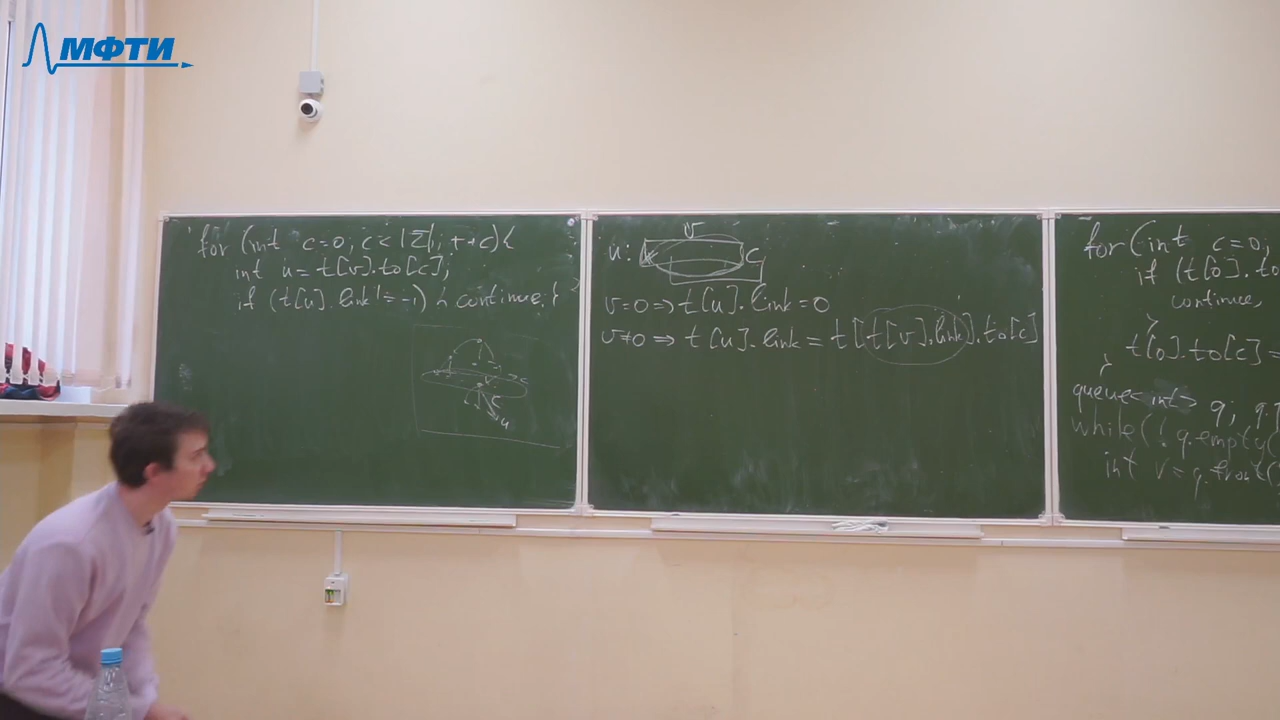 МФТИ
for (int c=0; c<|Σ|; ++c){
int u = t[v].to[c];
if (t[u].link != -1) { continue; }
v
u: c
v=0 ⇒ t[u].link = 0
v≠0 ⇒ t[u].link = t[t[v].link].to[c]
for (int c=0,
if (t[0].to
continue;
}
t[0].to[c] =
}
queue<int> q; q.p
while (! q.empty(
int v = q.front(
c
u